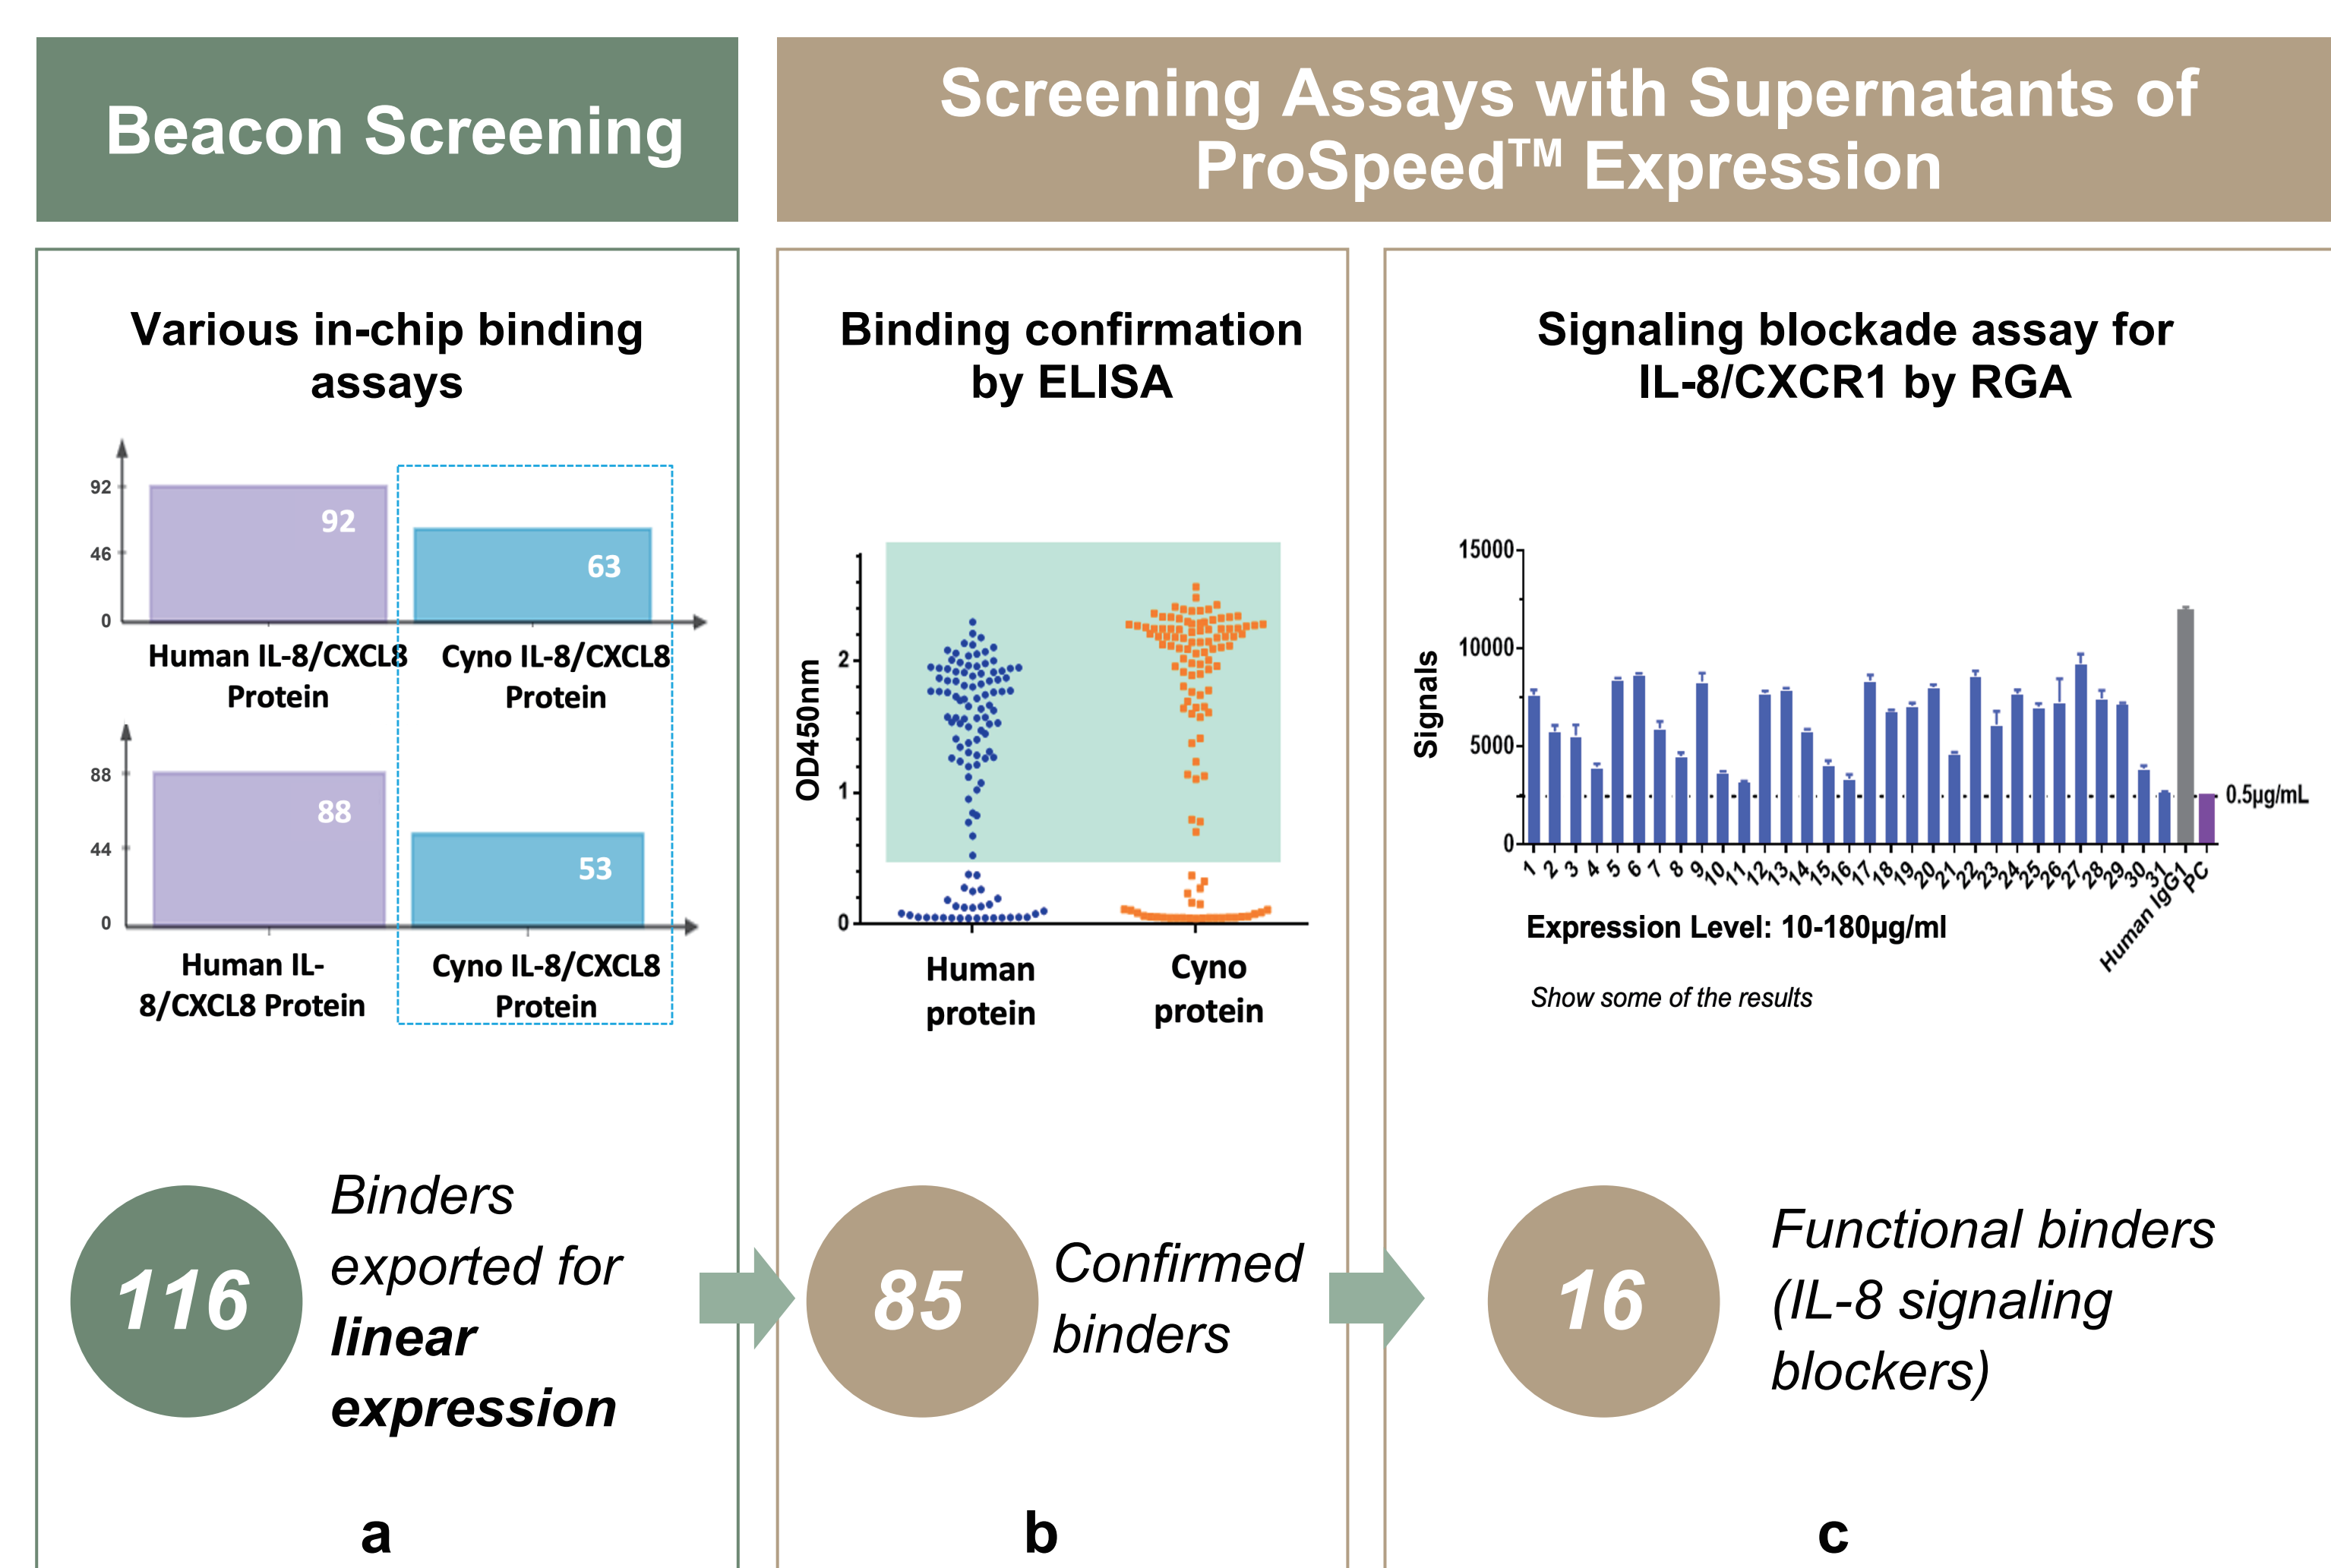 Beacon Screening
Screening Assays with Supernatants of
ProSpeed™ Expression
Various in-chip binding
assays
92
46
0
92
63
Human IL-8/CXCL8
Protein
Cyno IL-8/CXCL8
Protein
88
44
0
88
53
Human IL-
8/CXCL8 Protein
Cyno IL-8/CXCL8
Protein
116
Binders
exported for
linear
expression
a
Binding confirmation
by ELISA
OD450nm
2
1
0
Human
protein
Cyno
protein
85
Confirmed
binders
b
Signaling blockade assay for
IL-8/CXCR1 by RGA
Signals
15000
10000
5000
0
0.5µg/mL
1 2 3 4 5 6 7 8 9 10 11 12 13 14 15 16 17 18 19 20 21 22 23 24 25 26 27 28 29 30 31 Human IgG1 PC
Expression Level: 10-180µg/ml
Show some of the results
16
Functional binders
(IL-8 signaling
blockers)
c